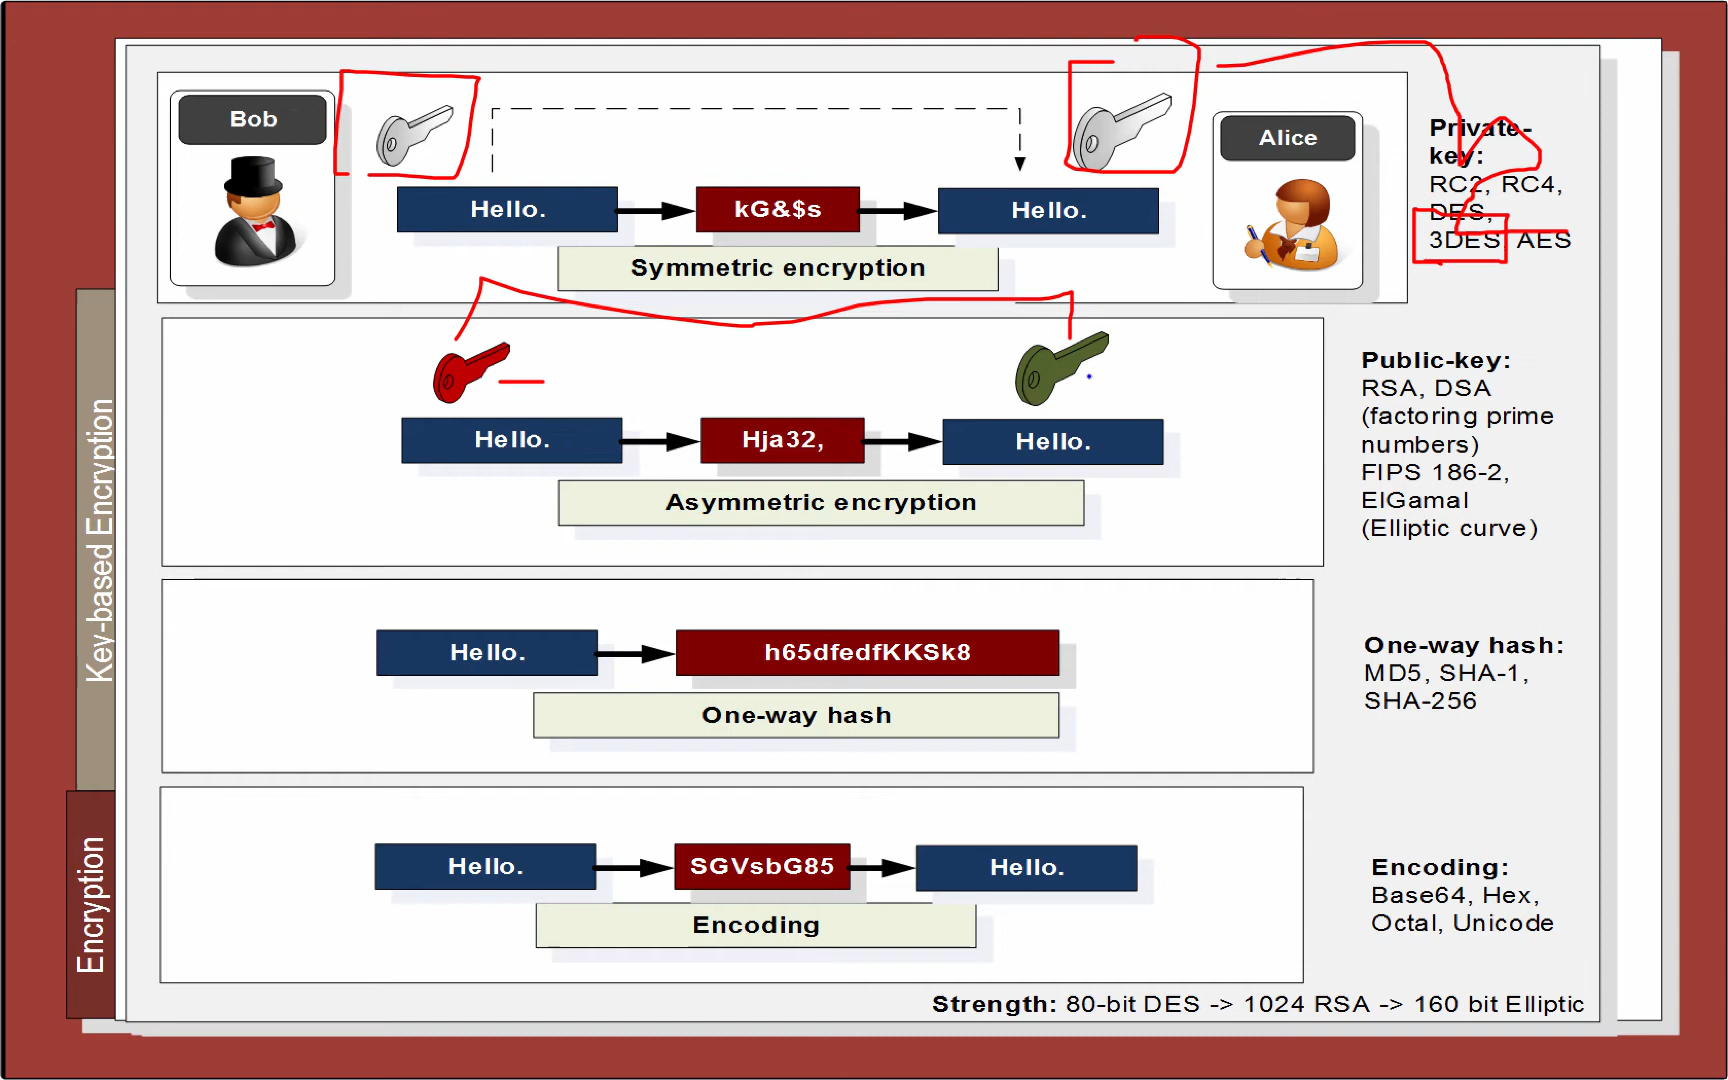 Bob
Hello.
kG&$s
Hello.
Symmetric encryption
Alice
Private-
key:
RC2, RC4,
DES,
3DES, AES
Hello.
Hja32,
Hello.
Asymmetric encryption
Public-key:
RSA, DSA
(factoring prime
numbers)
FIPS 186-2,
ElGamal
(Elliptic curve)
Key-based Encryption
Hello.
h65dfedfKKSk8
One-way hash
One-way hash:
MD5, SHA-1,
SHA-256
Encryption
Hello.
SGVsbG85
Hello.
Encoding
Encoding:
Base64, Hex,
Octal, Unicode
Strength: 80-bit DES -> 1024 RSA -> 160 bit Elliptic